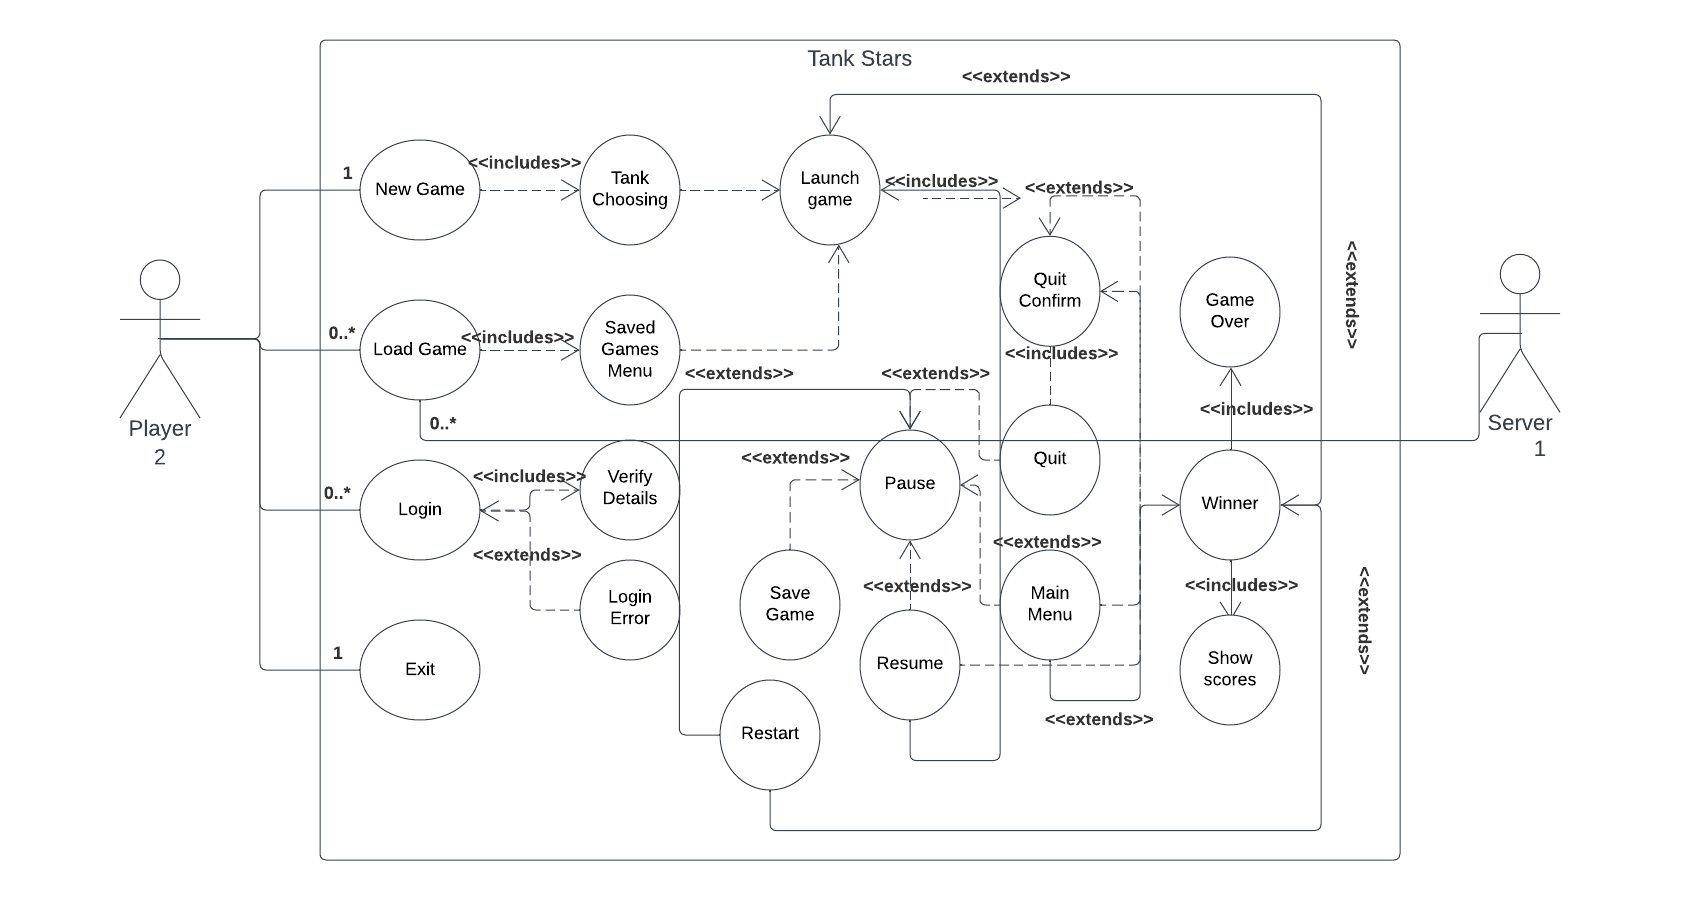 Tank Stars
<<extends>>
<<includes>>
1
New Game
Tank
Choosing
Launch
game
<<includes>>
<<extends>>
Quit
Confirm
Game
Over
<<extends>>
0..*
Load Game
<<includes>>
Saved
Games
Menu
<<includes>>
<<extends>>
<<extends>>
<<includes>>
Player
2
Server
1
0..*
<<extends>>
Pause
Quit
0..*
Login
<<includes>>
Verify
Details
Winner
<<extends>>
<<extends>>
<<extends>>
<<includes>>
<<extends>>
Login
Error
Save
Game
Main
Menu
1
Exit
Resume
Show
scores
<<extends>>
Restart